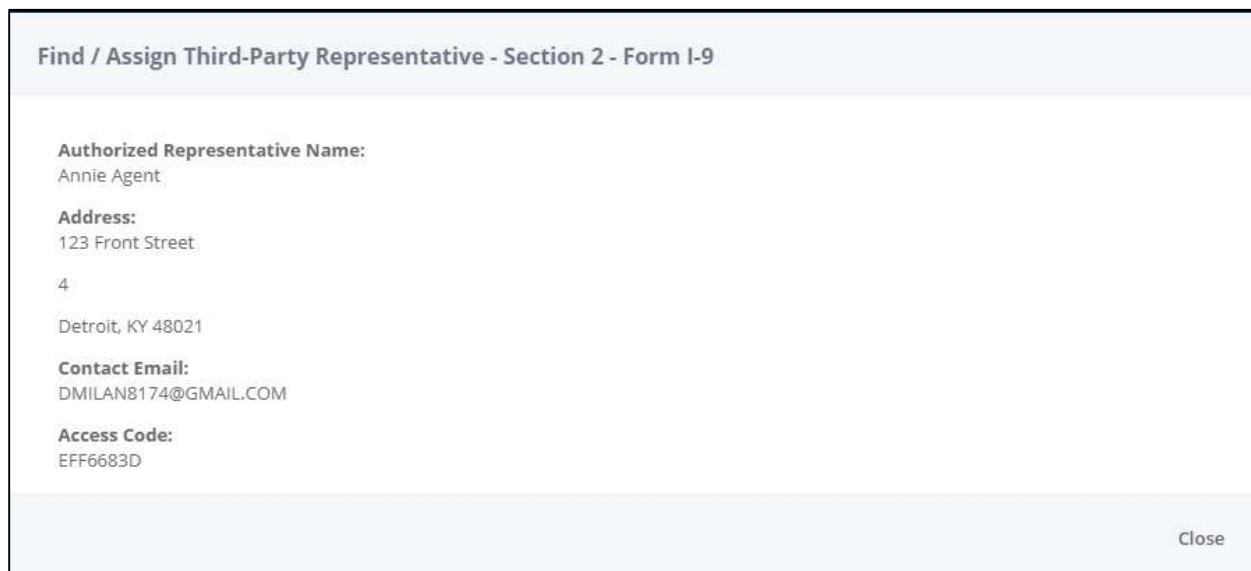 Find / Assign Third-Party Representative - Section 2 - Form I-9
Authorized Representative Name:
Annie Agent
Address:
123 Front Street
4
Detroit, KY 48021
Contact Email:
DMILAN8174@GMAIL.COM
Access Code:
EFF6683D
Close